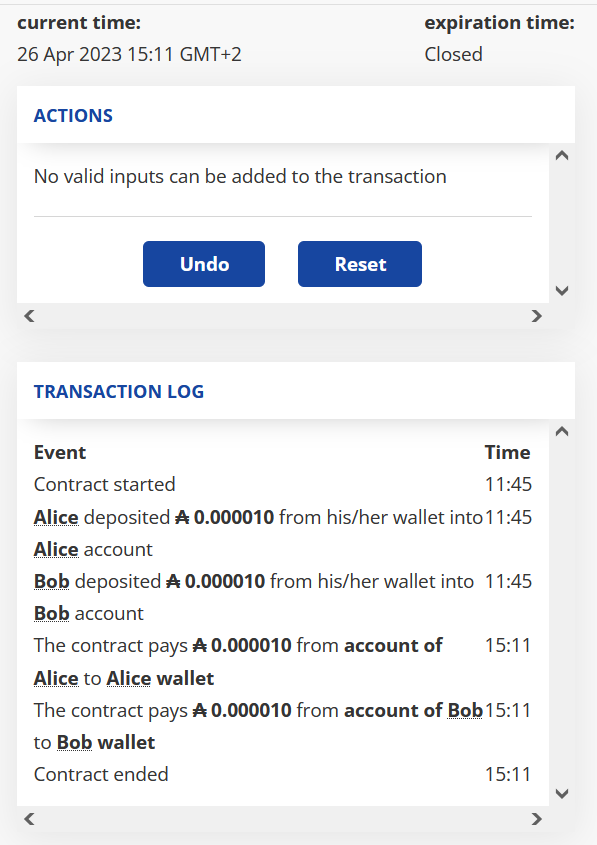 current time: expiration time:
26 Apr 2023 15:11 GMT+2 Closed
ACTIONS
No valid inputs can be added to the transaction
Undo Reset
TRANSACTION LOG
Event Time
Contract started 11:45
Alice deposited ₳ 0.000010 from his/her wallet into 11:45
Alice account
Bob deposited ₳ 0.000010 from his/her wallet into 11:45
Bob account
The contract pays ₳ 0.000010 from account of 15:11
Alice to Alice wallet
The contract pays ₳ 0.000010 from account of Bob 15:11
to Bob wallet
Contract ended 15:11